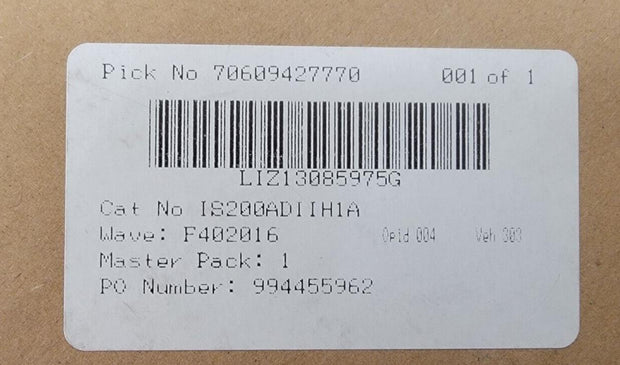 Pick No 70609427770 001 of 1
LIZ13085975G
Cat No IS200ADIIH1A
Wave: F402016 Opid 004 Veh 303
Master Pack: 1
PO Number: 994455962